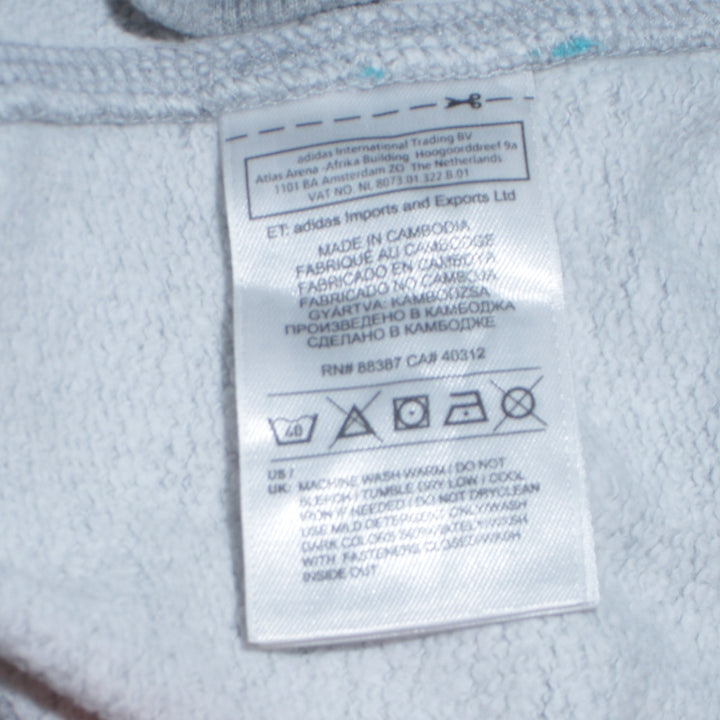 adidas International Trading BV
Atlas Arena -Afrika Building Hoogoorddreef 9a
1101 BA Amsterdam ZO The Netherlands
VAT NO. NL 8073.01.322.B.01
ET: adidas Imports and Exports Ltd
MADE IN CAMBODIA
FABRIQUÉ AU CAMBODGE
FABRICADO EN CAMBOYA
FABRICADO NO CAMBOJA
GYÁRTVA: KAMBODZSA
ПРОИЗВЕДЕНО В КАМБОДЖА
СДЕЛАНО В КАМБОДЖЕ
RN# 88387 CA# 40312
40
US /
UK: MACHINE WASH WARM / DO NOT
BLEACH / TUMBLE DRY LOW / COOL
IRON IF NEEDED / DO NOT DRYCLEAN
USE MILD DETERGENT ONLY/WASH
DARK COLORS SEPARATELY/WASH
WITH FASTENERS CLOSED/WASH
INSIDE OUT